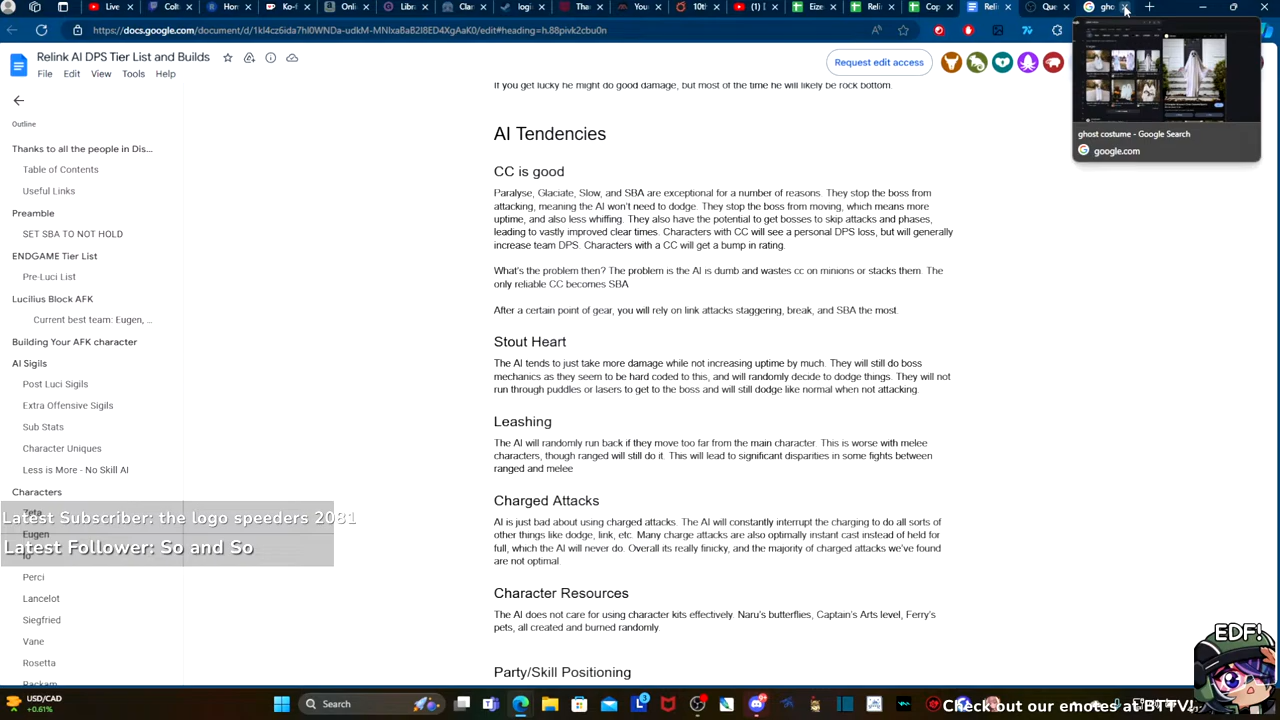 Live
10th
(1)
gho
https://docs.google.com/document/d/1kl4cz6ida7hl0WNDa-udkM-MNIxaBaB2I8ED4XgAaK0/edit#heading=h.88pivk2cbu0n
Relink AI DPS Tier List and Builds
File Edit View Tools Help
Request edit access
ghost costume - Google Search
google.com
Outline
Thanks to all the people in Dis...
Table of Contents
Useful Links
Preamble
SET SBA TO NOT HOLD
ENDGAME Tier List
Pre-Luci List
Lucilius Block AFK
Current best team: Eugen, ...
Building Your AFK character
AI Sigils
Post Luci Sigils
Extra Offensive Sigils
Sub Stats
Character Uniques
Less is More - No Skill AI
Characters
Zeta
Eugen
Io
Perci
Lancelot
Siegfried
Vane
Rosetta
Rackam
If you get lucky he might do good damage, but most of the time he will likely be rock bottom.
AI Tendencies
CC is good
Paralyse, Glaciate, Slow, and SBA are exceptional for a number of reasons. They stop the boss from
attacking, meaning the AI won't need to dodge. They stop the boss from moving, which means more
uptime, and also less whiffing. They also have the potential to get bosses to skip attacks and phases,
leading to vastly improved clear times. Characters with CC will see a personal DPS loss, but will generally
increase team DPS. Characters with a CC will get a bump in rating.
What's the problem then? The problem is the AI is dumb and wastes cc on minions or stacks them. The
only reliable CC becomes SBA
After a certain point of gear, you will rely on link attacks staggering, break, and SBA the most.
Stout Heart
The AI tends to just take more damage while not increasing uptime by much. They will still do boss
mechanics as they seem to be hard coded to this, and will randomly decide to dodge things. They will not
run through puddles or lasers to get to the boss and will still dodge like normal when not attacking.
Leashing
The AI will randomly run back if they move too far from the main character. This is worse with melee
characters, though ranged will still do it. This will lead to significant disparities in some fights between
ranged and melee
Charged Attacks
AI is just bad about using charged attacks. The AI will constantly interrupt the charging to do all sorts of
other things like dodge, link, etc. Many charge attacks are also optimally instant cast instead of held for
full, which the AI will never do. Overall its really finicky, and the majority of charged attacks we've found
are not optimal.
Character Resources
The AI does not care for using character kits effectively. Naru's butterflies, Captain's Arts level, Ferry's
pets, all created and burned randomly.
Party/Skill Positioning
Latest Subscriber: the logo speeders 2081
Latest Follower: So and So
EDF!
USD/CAD
+0.61%
Search
Check out our emotes at BTTV!